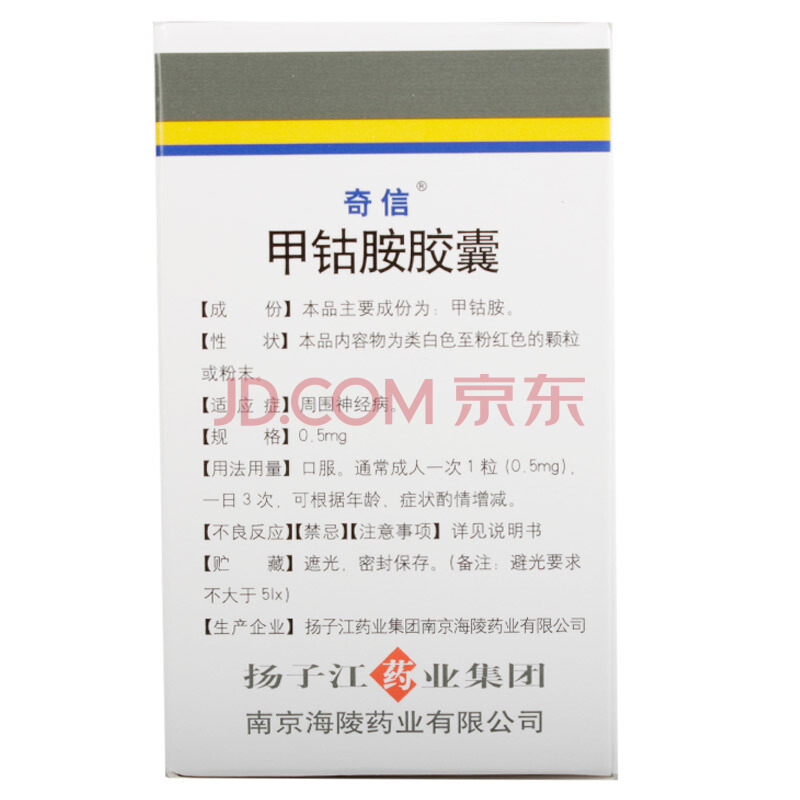 奇信®
甲钴胺胶囊
【成 份】本品主要成份为：甲钴胺。
【性 状】本品内容物为类白色至粉红色的颗粒
或粉末。
JD.COM 京东
【适 应 症】周围神经病。
【规 格】0.5mg
【用法用量】口服。通常成人一次1粒(0.5mg)，
一日3次，可根据年龄、症状酌情增减。
【不良反应】【禁忌】【注意事项】详见说明书
【贮 藏】遮光，密封保存。(备注：避光要求
不大于5lx)
【生产企业】扬子江药业集团南京海陵药业有限公司
扬子江药业集团
南京海陵药业有限公司